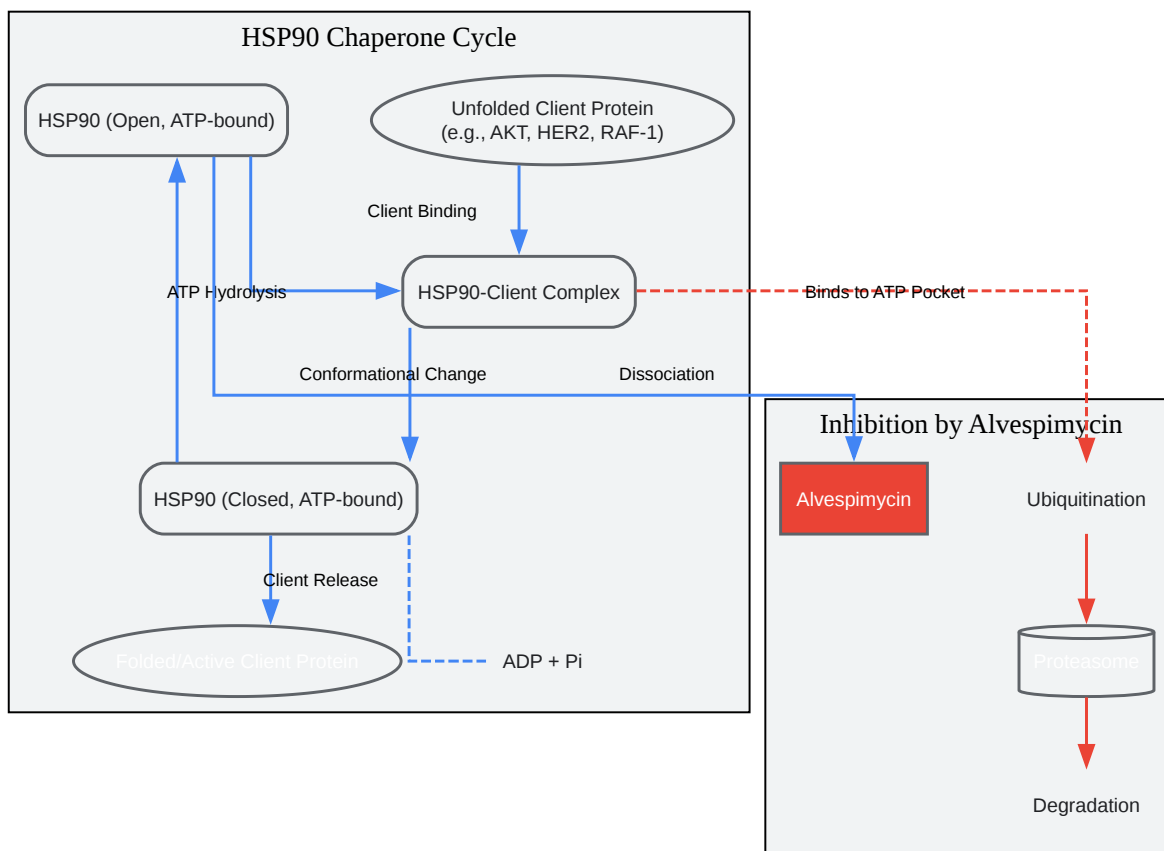 HSP90 Chaperone Cycle
HSP90 (Open, ATP-bound)
Unfolded Client Protein
(e.g., AKT, HER2, RAF-1)
Client Binding
ATP Hydrolysis
HSP90-Client Complex
Binds to ATP Pocket
Conformational Change
Dissociation
Inhibition by Alvespimycin
HSP90 (Closed, ATP-bound)
Alvespimycin
Ubiquitination
Client Release
Folded/Active Client Protein
ADP + Pi
Proteasome
Degradation